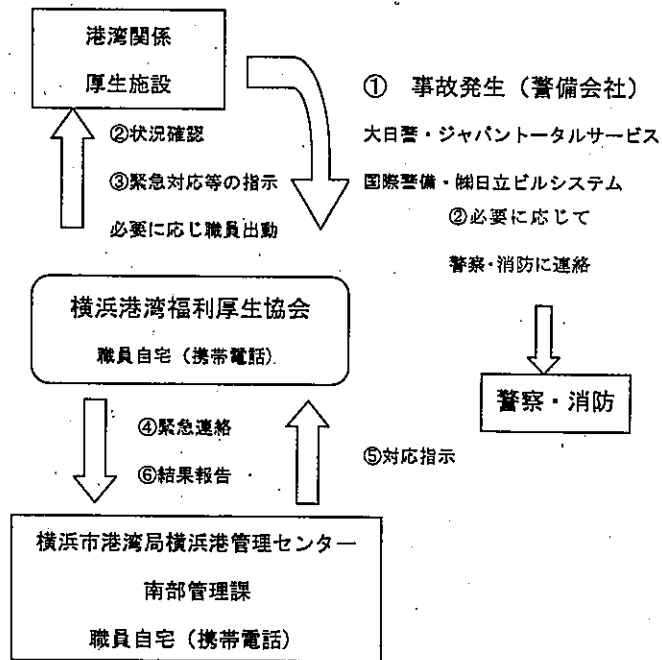 港湾関係
厚生施設
① 事故発生（警備会社）
大日警・ジャパントータルサービス
国際警備・㈱日立ビルシステム
②必要に応じて
警察・消防に連絡
②状況確認
③緊急対応等の指示
必要に応じ職員出動
横浜港湾福利厚生協会
職員自宅（携帯電話）
警察・消防
④緊急連絡
⑥結果報告
⑤対応指示
横浜市港湾局横浜港管理センター
南部管理課
職員自宅（携帯電話）